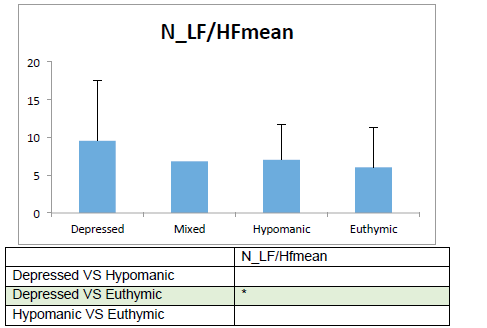 N_LF/HFmean
20
15
10
5
0
Depressed Mixed Hypomanic Euthymic
N_LF/Hfmean
Depressed VS Hypomanic
Depressed VS Euthymic *
Hypomanic VS Euthymic